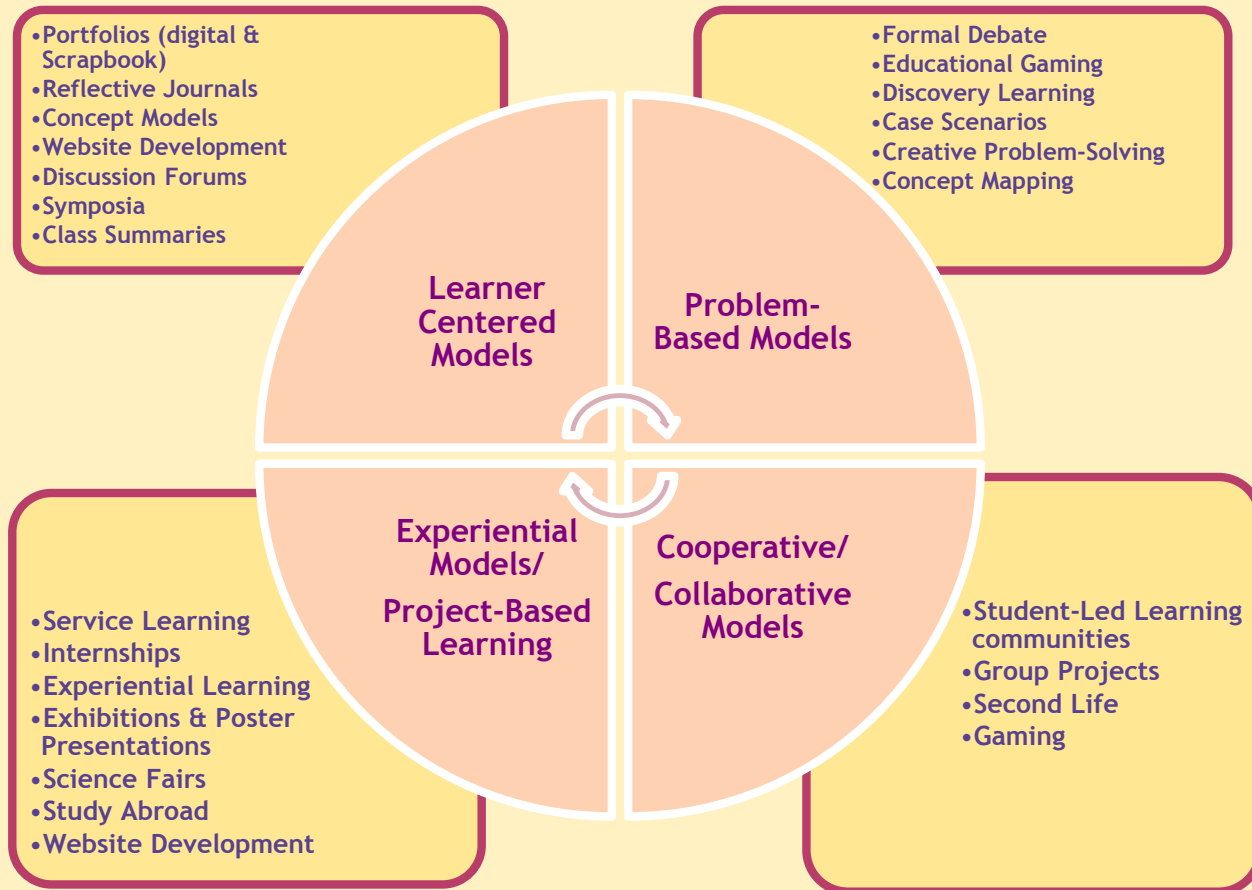 •Portfolios (digital &
Scrapbook)
•Reflective Journals
•Concept Models
•Website Development
•Discussion Forums
•Symposia
•Class Summaries
•Formal Debate
•Educational Gaming
•Discovery Learning
•Case Scenarios
•Creative Problem-Solving
•Concept Mapping
Learner
Centered
Models
Problem-
Based Models
Experiential
Models/
Project-Based
Learning
Cooperative/
Collaborative
Models
•Service Learning
•Internships
•Experiential Learning
•Exhibitions & Poster
Presentations
•Science Fairs
•Study Abroad
•Website Development
•Student-Led Learning
communities
•Group Projects
•Second Life
•Gaming